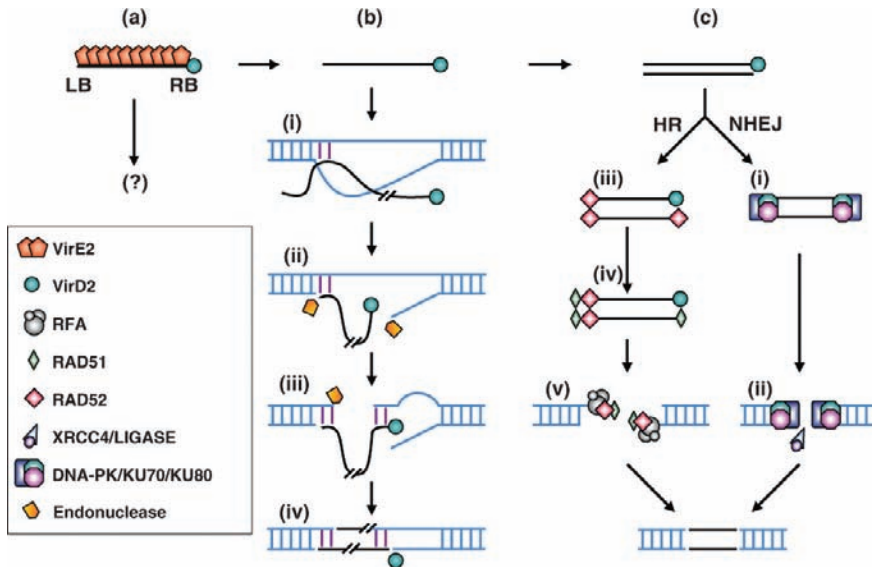 (a)
(b)
(c)
LB RB
(?)
(i)
(ii)
(iii)
(iv)
HR NHEJ
(iii)
(i)
(iv)
(v)
(ii)
VirE2
VirD2
RFA
RAD51
RAD52
XRCC4/LIGASE
DNA-PK/KU70/KU80
Endonuclease